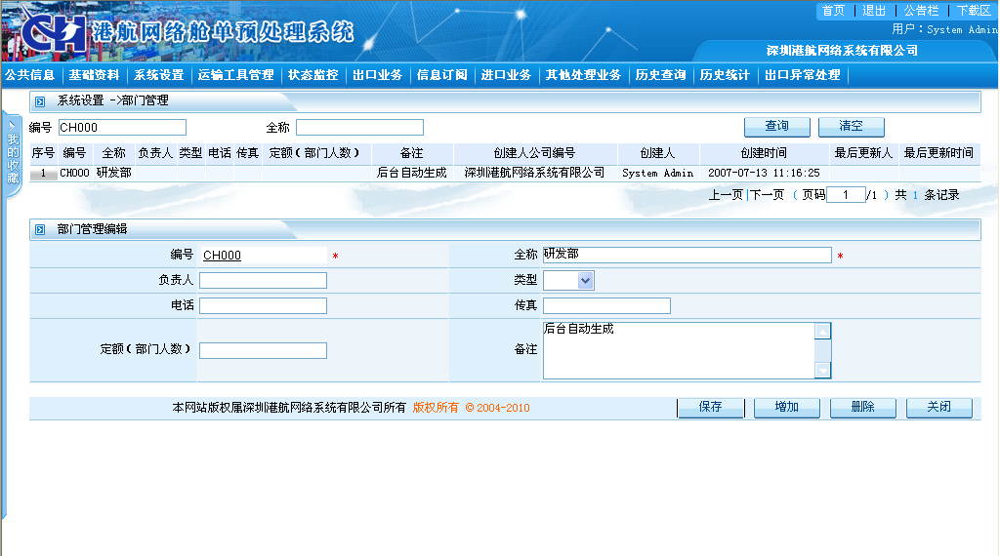 首页 | 退出 | 公告栏 | 下载区
CH 港航网络舱单预处理系统
用户：System Admin
深圳港航网络系统有限公司
公共信息 基础资料 系统设置 运输工具管理 状态监控 出口业务 信息订阅 进口业务 其他处理业务 历史查询 历史统计 出口异常处理
我的收藏
系统设置 ->部门管理
编号 CH000 全称 查询 清空
序号 编号 全称 负责人 类型 电话 传真 定额(部门人数) 备注 创建人公司编号 创建人 创建时间 最后更新人 最后更新时间
1 CH000 研发部 后台自动生成 深圳港航网络系统有限公司 System Admin 2007-07-13 11:16:25
上一页|下一页 ( 页码 1 /1 ) 共 1 条记录
部门管理编辑
编号 CH000 * 全称 研发部 *
负责人 类型
电话 传真
定额(部门人数) 备注 后台自动生成
本网站版权属深圳港航网络系统有限公司所有 版权所有 © 2004-2010 保存 增加 删除 关闭